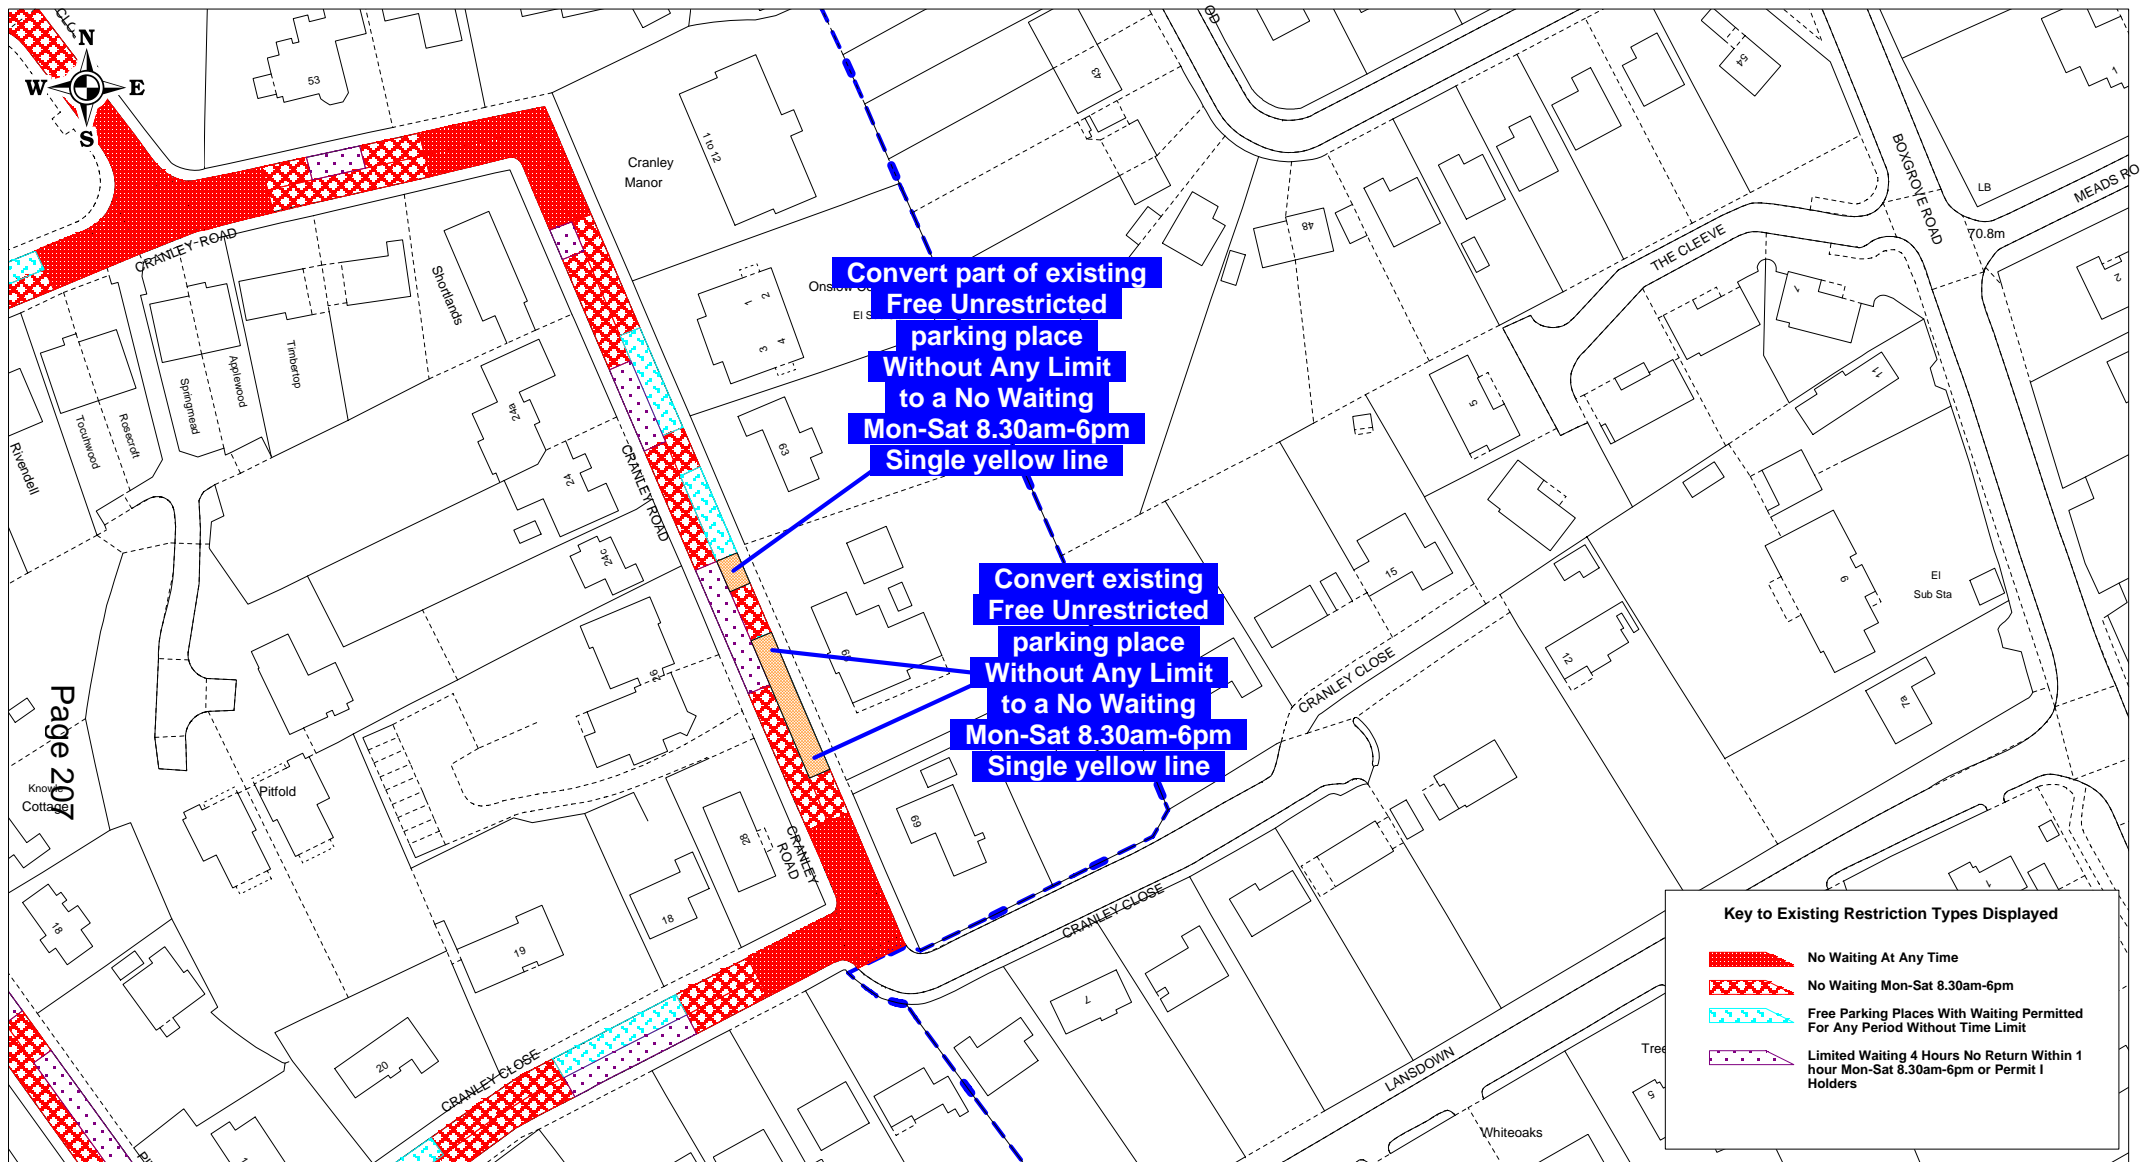 N
W
E
S
53
1 to 12
Cranley
Manor
43
54
1
BOXGROVE ROAD
LB
MEADS RO
70.8m
THE CLEEVE
48
2
CRANLEY ROAD
Shortlands
Timbertop
Applewood
Springmead
Rosecroft
Tocuhwood
Rivendell
1
2
3
4
Convert part of existing
Free Unrestricted
parking place
Without Any Limit
to a No Waiting
Mon-Sat 8.30am-6pm
Single yellow line
24a
24
24c
CRANLEY ROAD
63
5
11
Convert existing
Free Unrestricted
parking place
Without Any Limit
to a No Waiting
Mon-Sat 8.30am-6pm
Single yellow line
15
9
El
Sub Sta
26
12
CRANLEY CLOSE
7a
Page 207
Knowle
Cottage
Pitfold
28
CRANLEY
ROAD
69
18
18
19
CRANLEY CLOSE
7
20
CRANLEY CLOSE
LANSDOWN
Tree
5
Whiteoaks
Key to Existing Restriction Types Displayed
No Waiting At Any Time
No Waiting Mon-Sat 8.30am-6pm
Free Parking Places With Waiting Permitted
For Any Period Without Time Limit
Limited Waiting 4 Hours No Return Within 1
hour Mon-Sat 8.30am-6pm or Permit I
Holders